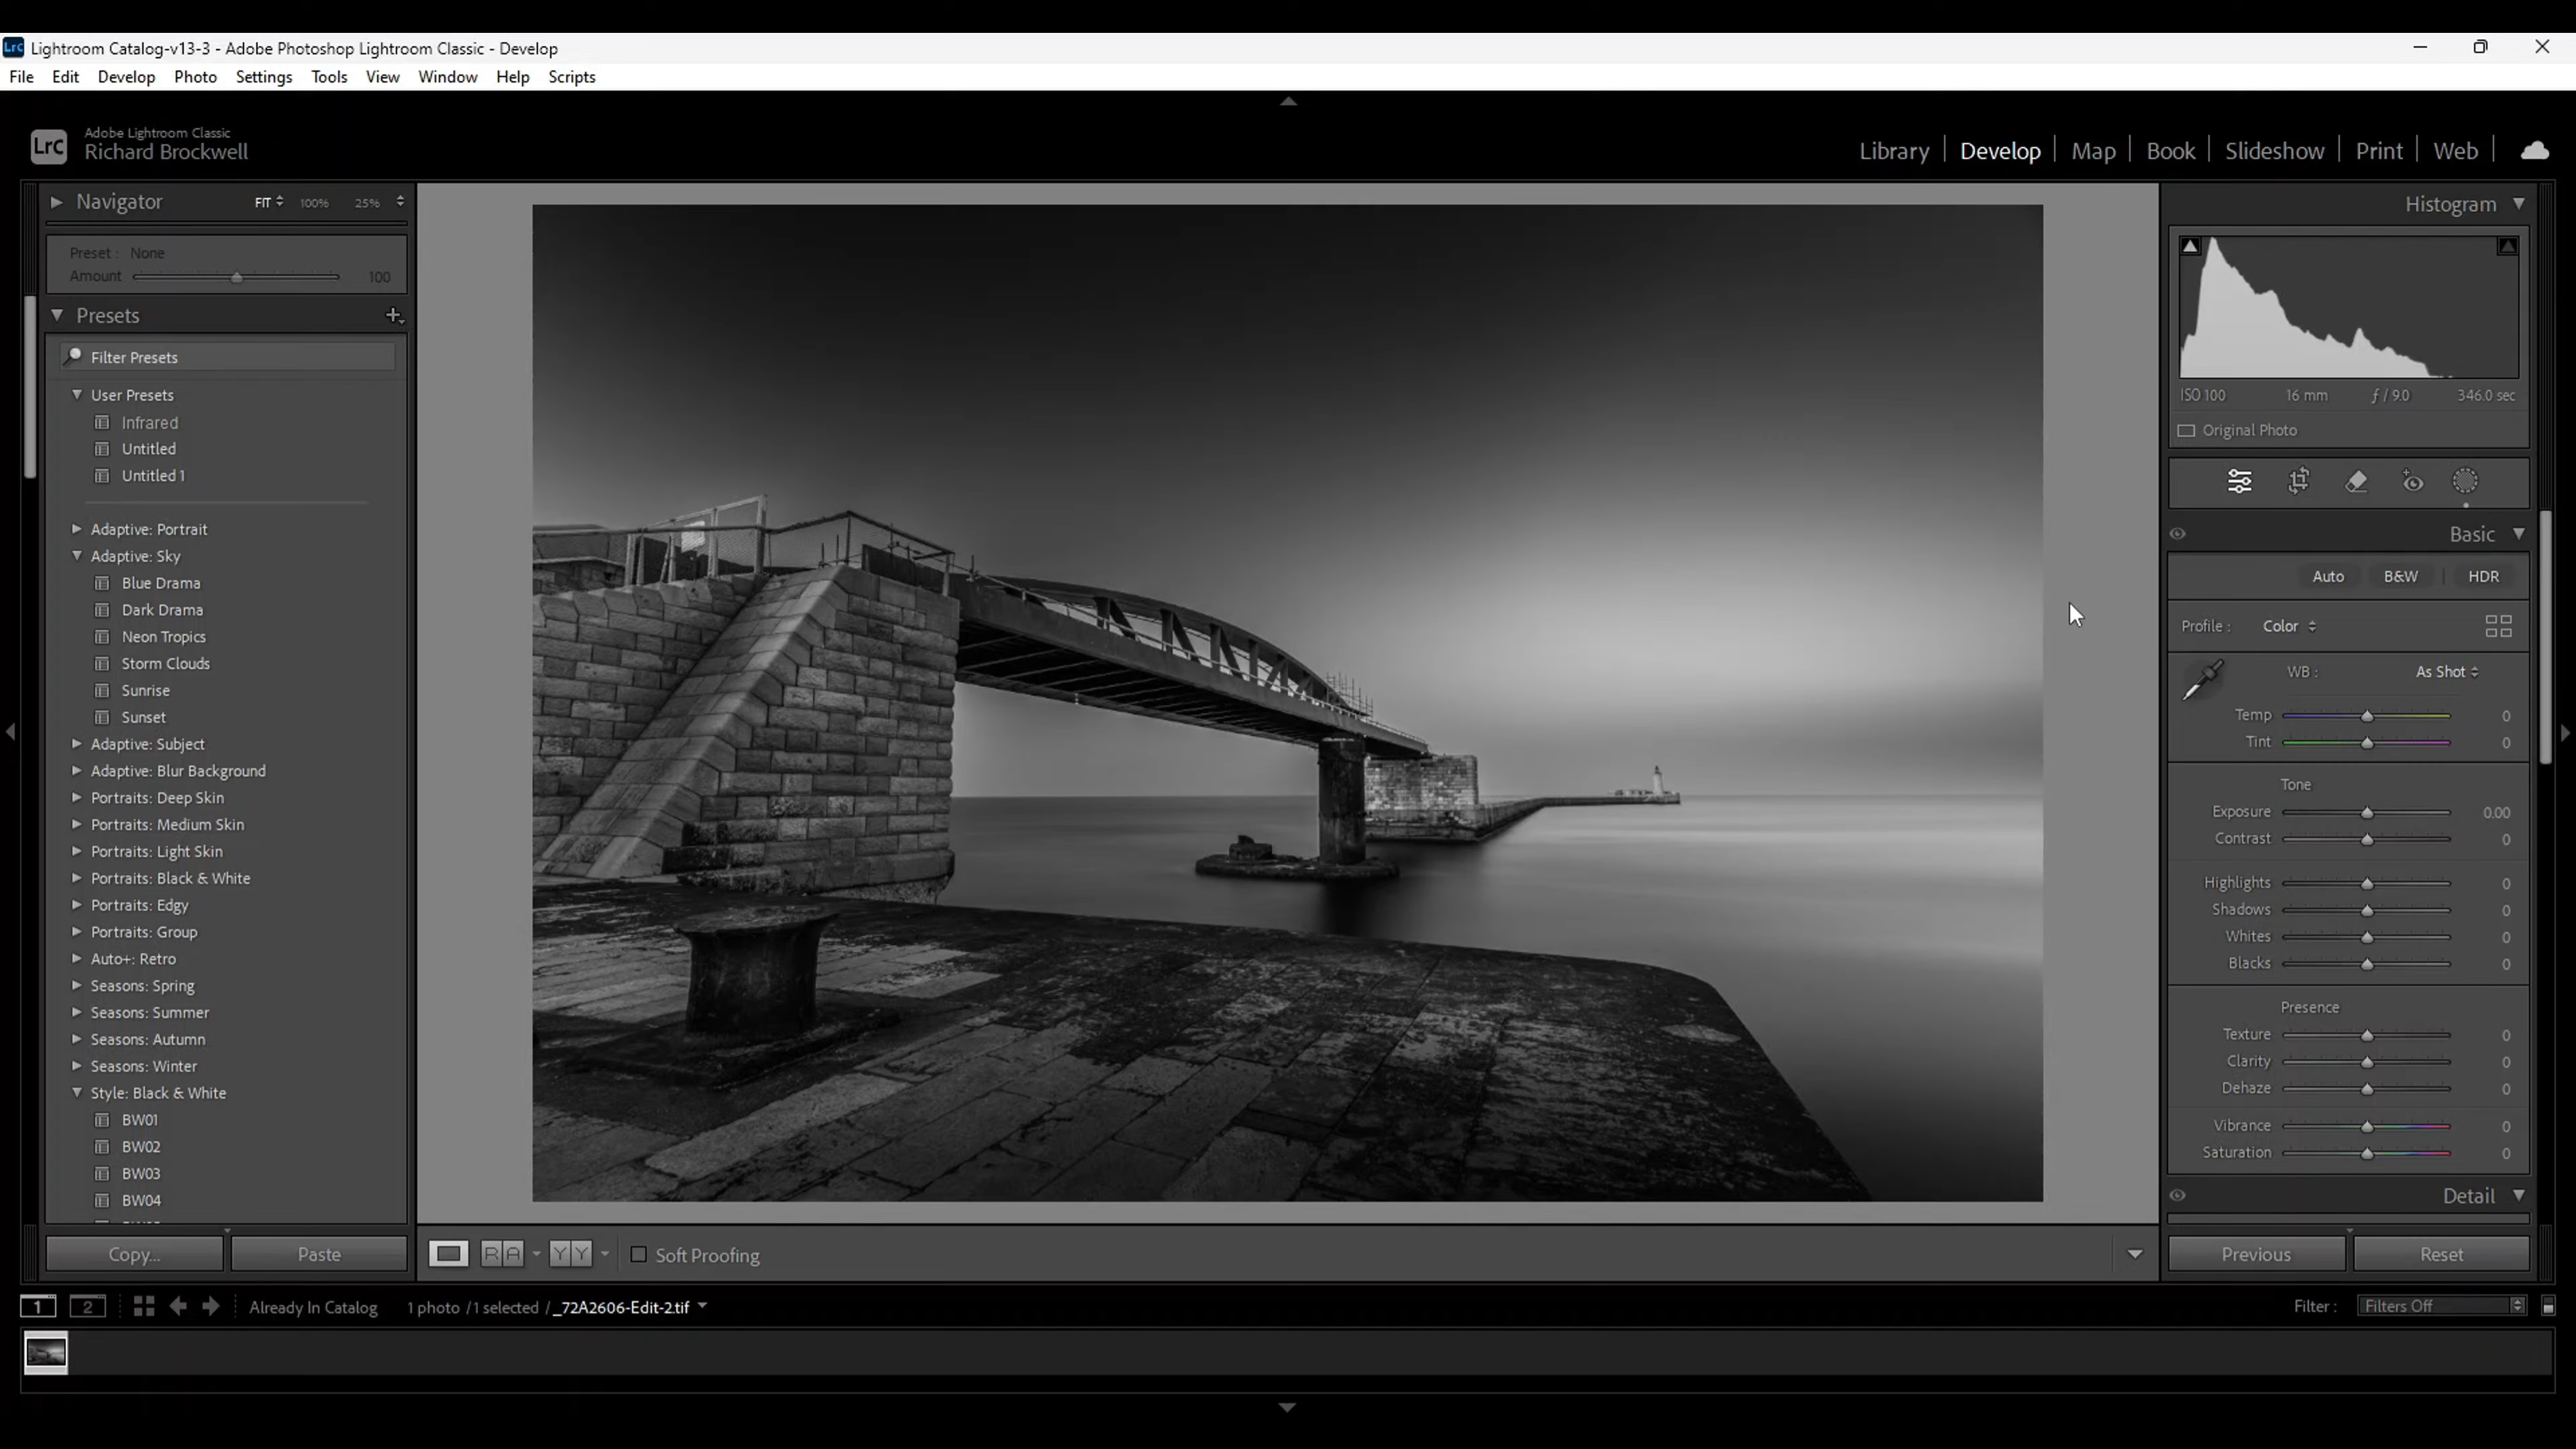 Lrc Lightroom Catalog-v13-3 - Adobe Photoshop Lightroom Classic - Develop
File Edit Develop Photo Settings Tools View Window Help Scripts
LrC Adobe Lightroom Classic
Richard Brockwell
Library Develop Map Book Slideshow Print Web
Navigator FIT 100% 25%
Preset : None
Amount 100
Presets
Filter Presets
User Presets
Infrared
Untitled
Untitled 1
Adaptive: Portrait
Adaptive: Sky
Blue Drama
Dark Drama
Neon Tropics
Storm Clouds
Sunrise
Sunset
Adaptive: Subject
Adaptive: Blur Background
Portraits: Deep Skin
Portraits: Medium Skin
Portraits: Light Skin
Portraits: Black & White
Portraits: Edgy
Portraits: Group
Auto+: Retro
Seasons: Spring
Seasons: Summer
Seasons: Autumn
Seasons: Winter
Style: Black & White
BW01
BW02
BW03
BW04
Copy... Paste
R A Y Y Soft Proofing
Histogram
ISO 100 16 mm ƒ / 9.0 346.0 sec
Original Photo
Basic
Auto B&W HDR
Profile : Color
WB : As Shot
Temp 0
Tint 0
Tone
Exposure 0.00
Contrast 0
Highlights 0
Shadows 0
Whites 0
Blacks 0
Presence
Texture 0
Clarity 0
Dehaze 0
Vibrance 0
Saturation 0
Detail
Previous Reset
1 2 Already In Catalog 1 photo / 1 selected / _72A2606-Edit-2.tif Filter : Filters Off